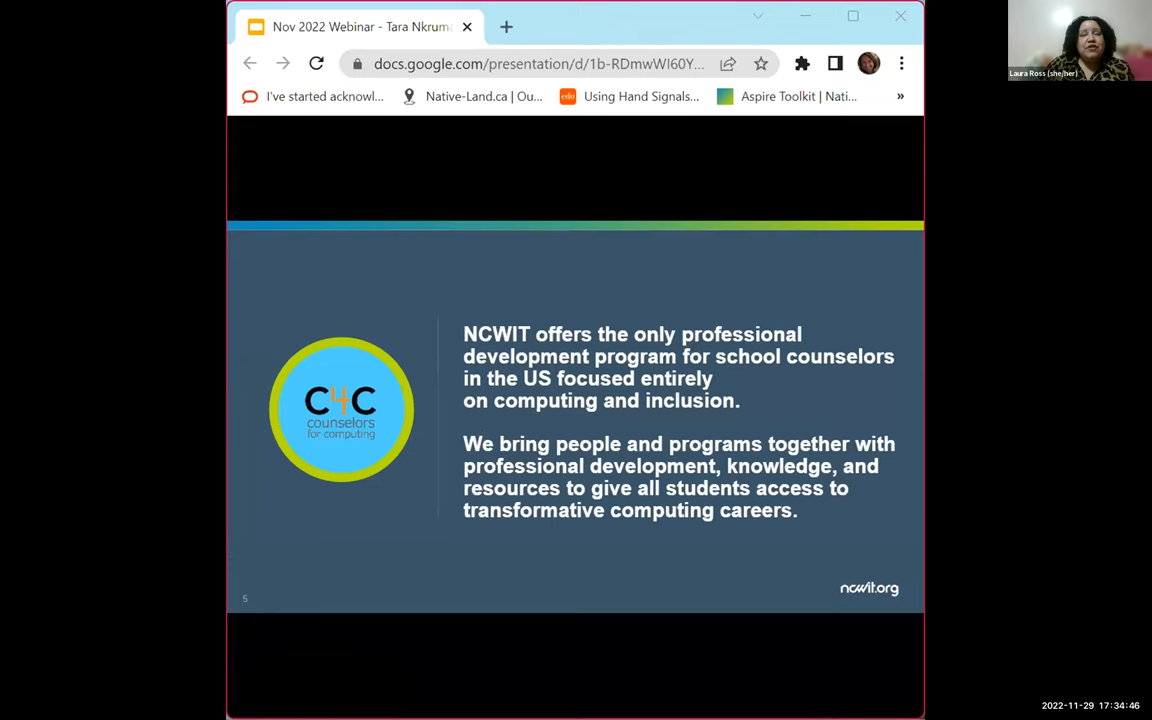 Nov 2022 Webinar - Tara Nkruma
docs.google.com/presentation/d/1b-RDmwWI60Y...
I've started acknowl...
Native-Land.ca | Ou...
edu
Using Hand Signals...
Aspire Toolkit | Nati...
»
Laura Ross (she/her)
NCWIT offers the only professional
development program for school counselors
in the US focused entirely
on computing and inclusion.
C4C
counselors
for computing
We bring people and programs together with
professional development, knowledge, and
resources to give all students access to
transformative computing careers.
ncwit.org
5
2022-11-29 17:34:46